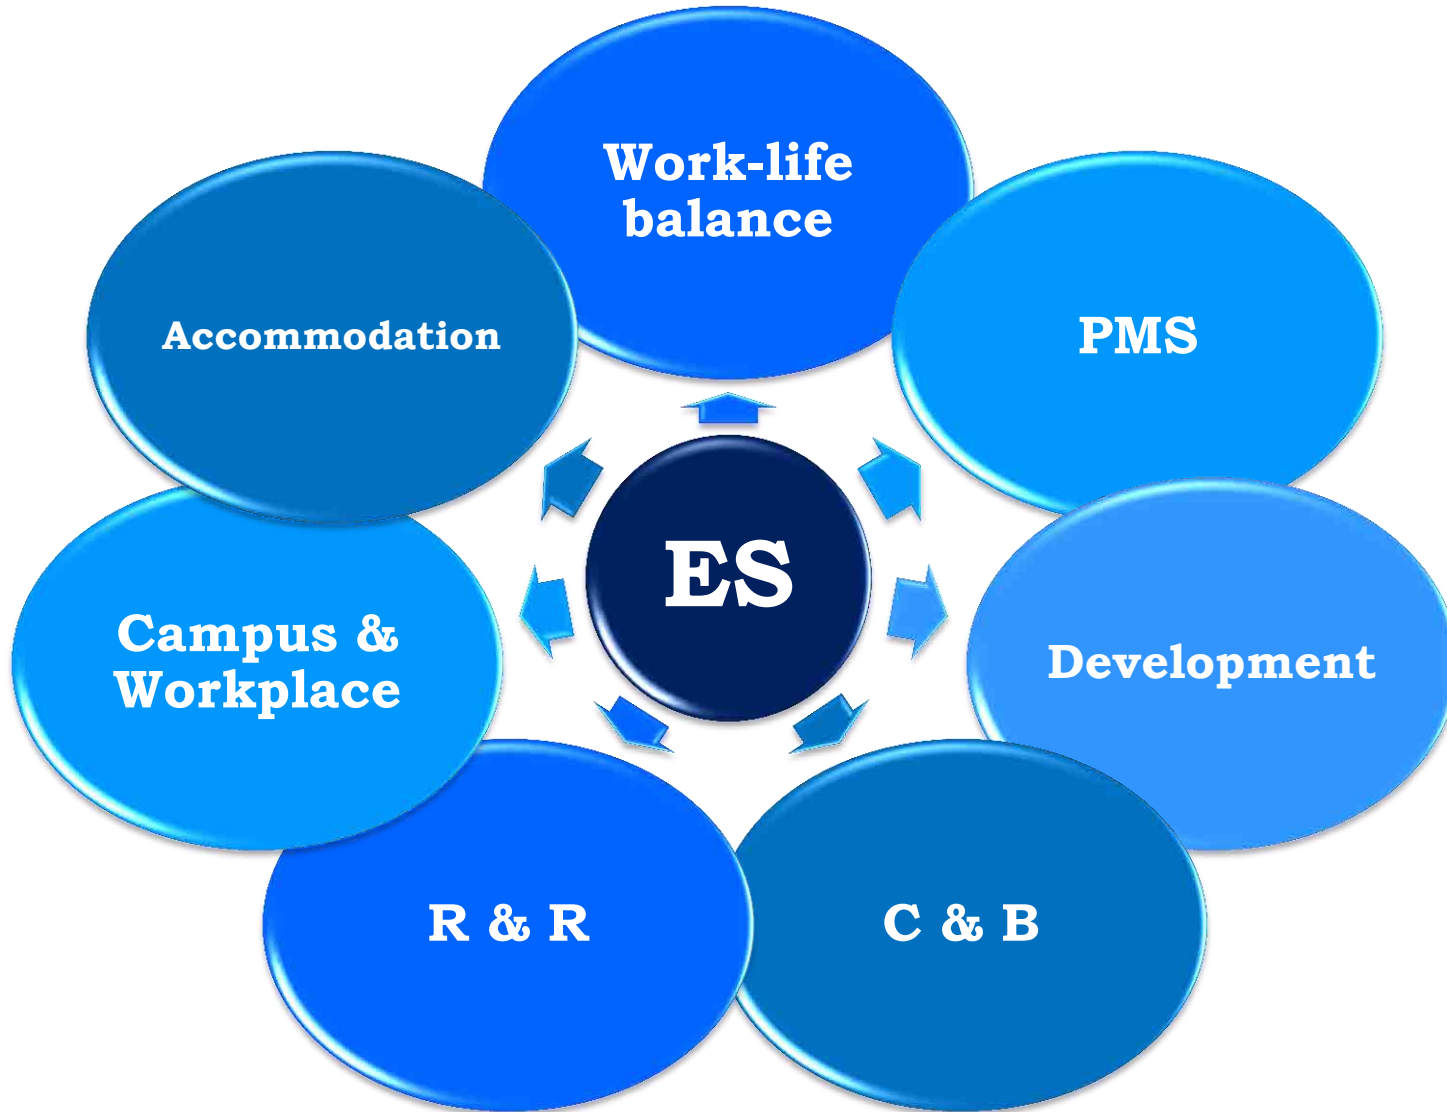 Work-life
balance
PMS
Development
C & B
R & R
Campus &
Workplace
Accommodation
ES